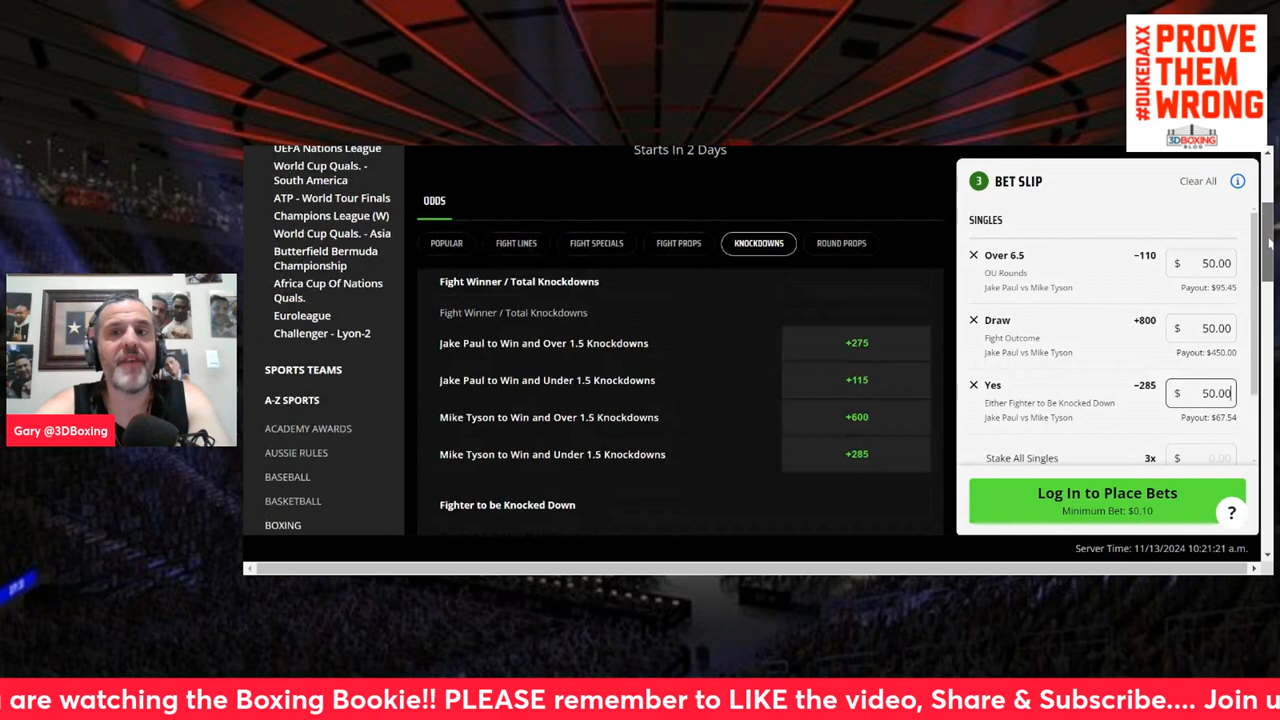 #DUKEDAXX
PROVE
THEM
WRONG
3DBOXING
BLOG
UEFA Nations League
World Cup Quals. -
South America
ATP - World Tour Finals
Champions League (W)
World Cup Quals. - Asia
Butterfield Bermuda
Championship
Africa Cup Of Nations
Quals.
Euroleague
Challenger - Lyon-2
SPORTS TEAMS
A-Z SPORTS
ACADEMY AWARDS
AUSSIE RULES
BASEBALL
BASKETBALL
BOXING
Starts In 2 Days
ODDS
POPULAR
FIGHT LINES
FIGHT SPECIALS
FIGHT PROPS
KNOCKDOWNS
ROUND PROPS
Fight Winner / Total Knockdowns
Fight Winner / Total Knockdowns
Jake Paul to Win and Over 1.5 Knockdowns +275
Jake Paul to Win and Under 1.5 Knockdowns +115
Mike Tyson to Win and Over 1.5 Knockdowns +600
Mike Tyson to Win and Under 1.5 Knockdowns +285
Fighter to be Knocked Down
3 BET SLIP Clear All i
SINGLES
× Over 6.5 −110 $ 50.00
OU Rounds
Jake Paul vs Mike Tyson Payout: $95.45
× Draw +800 $ 50.00
Fight Outcome
Jake Paul vs Mike Tyson Payout: $450.00
× Yes −285 $ 50.00
Either Fighter to Be Knocked Down
Jake Paul vs Mike Tyson Payout: $67.54
Stake All Singles 3x $ 0.00
Log In to Place Bets
Minimum Bet: $0.10
?
Server Time: 11/13/2024 10:21:21 a.m.
Gary @3DBoxing
are watching the Boxing Bookie!! PLEASE remember to LIKE the video, Share & Subscribe.... Join